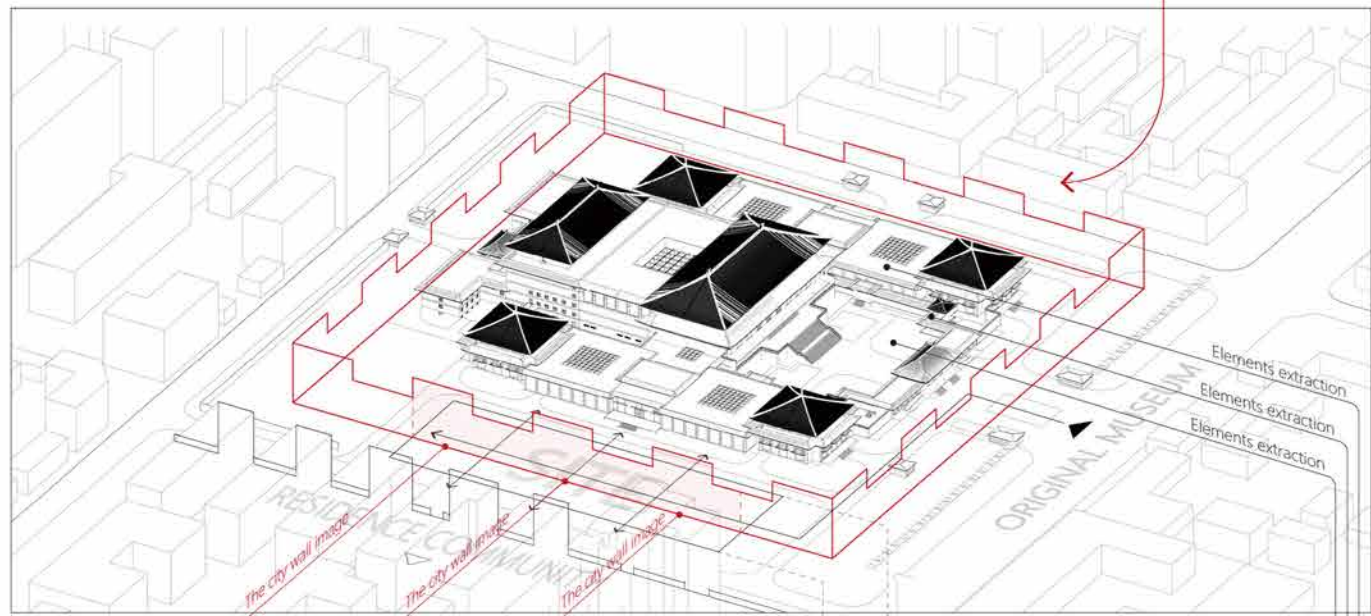 Elements extraction
Elements extraction
Elements extraction
ORIGINAL MUSEUM
SITE
RESIDENCE COMMUNITY
The city wall image
The city wall image
The city wall image